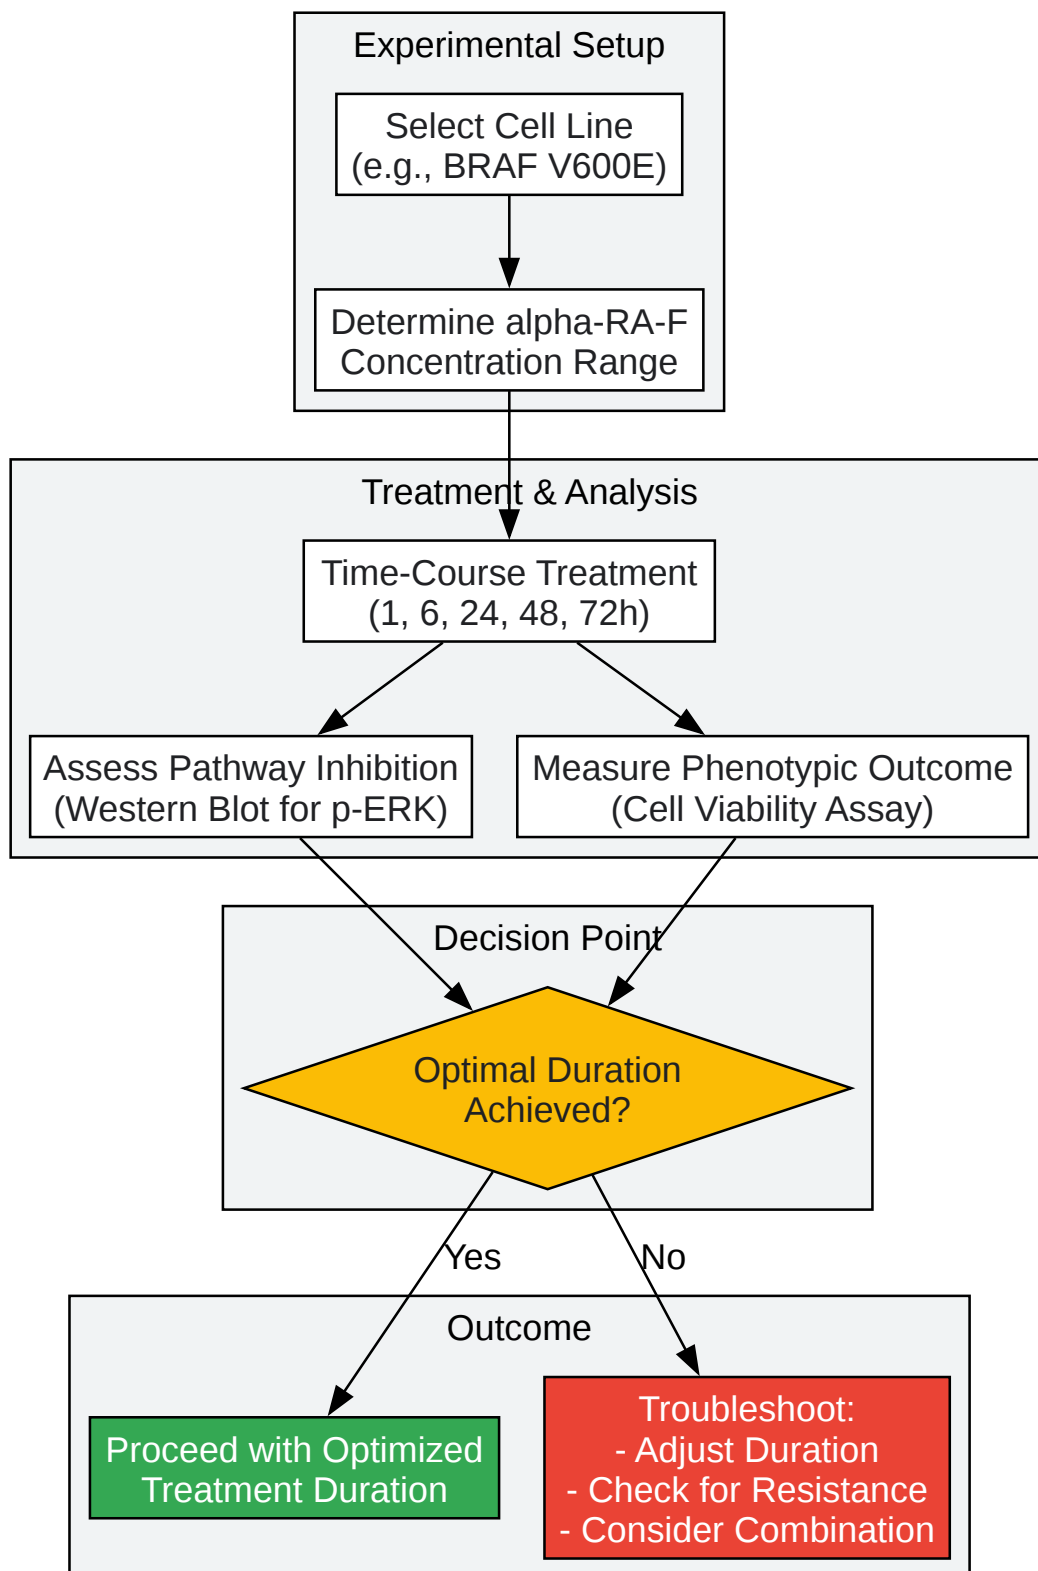 Experimental Setup
Select Cell Line
(e.g., BRAF V600E)
Determine alpha-RA-F
Concentration Range
Treatment & Analysis
Time-Course Treatment
(1, 6, 24, 48, 72h)
Assess Pathway Inhibition
(Western Blot for p-ERK)
Measure Phenotypic Outcome
(Cell Viability Assay)
Decision Point
Optimal Duration
Achieved?
Yes
No
Outcome
Proceed with Optimized
Treatment Duration
Troubleshoot:
- Adjust Duration
- Check for Resistance
- Consider Combination